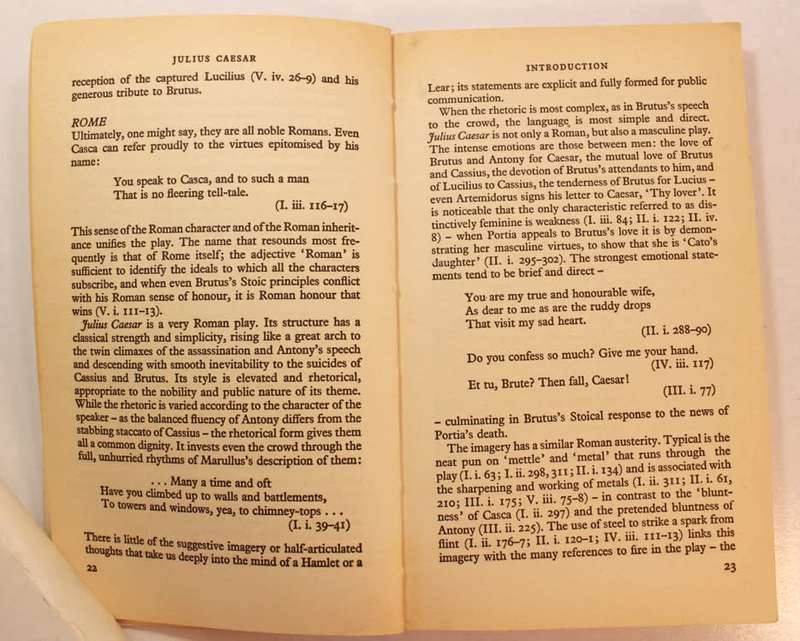 JULIUS CAESAR
reception of the captured Lucilius (V. iv. 26–9) and his
generous tribute to Brutus.
ROME
Ultimately, one might say, they are all noble Romans. Even
Casca can refer proudly to the virtues epitomised by his
name:
You speak to Casca, and to such a man
That is no fleering tell-tale.
(I. iii. 116–17)
This sense of the Roman character and of the Roman inherit-
ance unifies the play. The name that resounds most fre-
quently is that of Rome itself; the adjective ‘Roman’ is
sufficient to identify the ideals to which all the characters
subscribe, and when even Brutus’s Stoic principles conflict
with his Roman sense of honour, it is Roman honour that
wins (V. i. 111–13).
Julius Caesar is a very Roman play. Its structure has a
classical strength and simplicity, rising like a great arch to
the twin climaxes of the assassination and Antony’s speech
and descending with smooth inevitability to the suicides of
Cassius and Brutus. Its style is elevated and rhetorical,
appropriate to the nobility and public nature of its theme.
While the rhetoric is varied according to the character of the
speaker – as the balanced fluency of Antony differs from the
stabbing staccato of Cassius – the rhetorical form gives them
all a common dignity. It invests even the crowd through the
full, unhurried rhythms of Marullus’s description of them:
. . . Many a time and oft
Have you climbed up to walls and battlements,
To towers and windows, yea, to chimney-tops . . .
(I. i. 39–41)
There is little of the suggestive imagery or half-articulated
thoughts that take us deeply into the mind of a Hamlet or a
22
INTRODUCTION
Lear; its statements are explicit and fully formed for public
communication.
When the rhetoric is most complex, as in Brutus’s speech
to the crowd, the language is most simple and direct.
Julius Caesar is not only a Roman, but also a masculine play.
The intense emotions are those between men: the love of
Brutus and Antony for Caesar, the mutual love of Brutus
and Cassius, the devotion of Brutus’s attendants to him, and
of Lucilius to Cassius, the tenderness of Brutus for Lucius –
even Artemidorus signs his letter to Caesar, ‘Thy lover’. It
is noticeable that the only characteristic referred to as dis-
tinctively feminine is weakness (I. iii. 84; II. i. 122; II. iv.
8) – when Portia appeals to Brutus’s love it is by demon-
strating her masculine virtues, to show that she is ‘Cato’s
daughter’ (II. i. 295–302). The strongest emotional state-
ments tend to be brief and direct –
You are my true and honourable wife,
As dear to me as are the ruddy drops
That visit my sad heart.
(II. i. 288–90)
Do you confess so much? Give me your hand.
(IV. iii. 117)
Et tu, Brute? Then fall, Caesar!
(III. i. 77)
– culminating in Brutus’s Stoical response to the news of
Portia’s death.
The imagery has a similar Roman austerity. Typical is the
neat pun on ‘mettle’ and ‘metal’ that runs through the
play (I. i. 63; I. ii. 298, 311; II. i. 134) and is associated with
the sharpening and working of metals (I. ii. 311; II. i. 61,
210; III. i. 175; V. iii. 75–8) – in contrast to the ‘blunt-
ness’ of Casca (I. ii. 297) and the pretended bluntness of
Antony (III. ii. 225). The use of steel to strike a spark from
flint (I. ii. 176–7; II. i. 120–1; IV. iii. 111–13) links this
imagery with the many references to fire in the play – the
23